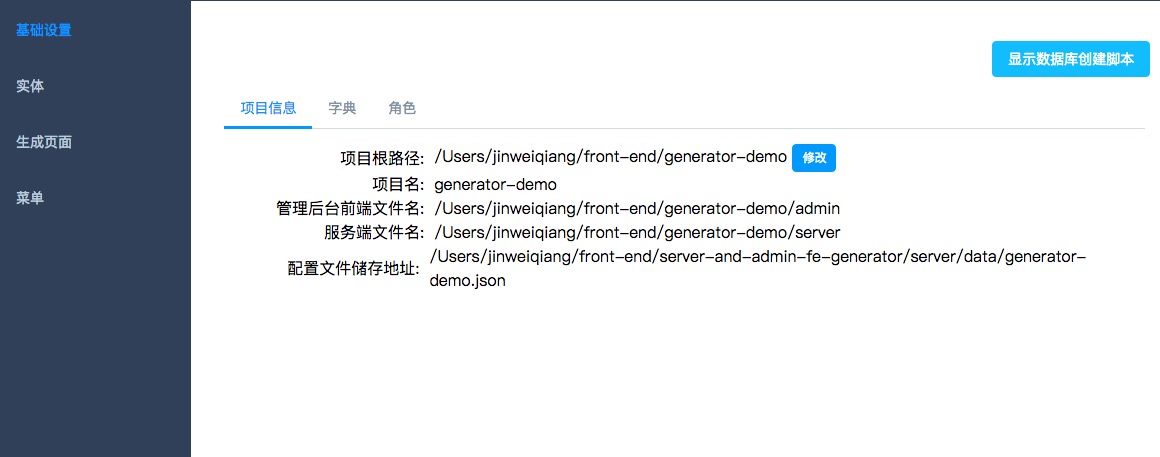 基础设置
实体
生成页面
菜单
显示数据库创建脚本
项目信息 字典 角色
项目根路径: /Users/jinweiqiang/front-end/generator-demo 修改
项目名: generator-demo
管理后台前端文件名: /Users/jinweiqiang/front-end/generator-demo/admin
服务端文件名: /Users/jinweiqiang/front-end/generator-demo/server
配置文件储存地址: /Users/jinweiqiang/front-end/server-and-admin-fe-generator/server/data/generator-
demo.json